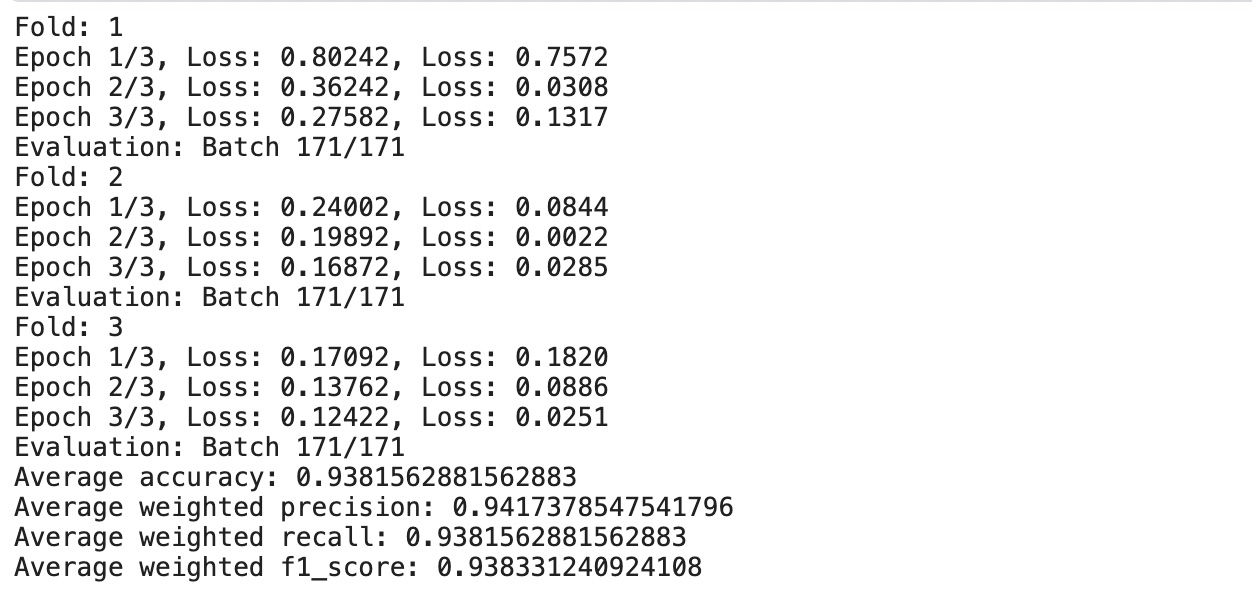 Fold: 1
Epoch 1/3, Loss: 0.80242, Loss: 0.7572
Epoch 2/3, Loss: 0.36242, Loss: 0.0308
Epoch 3/3, Loss: 0.27582, Loss: 0.1317
Evaluation: Batch 171/171
Fold: 2
Epoch 1/3, Loss: 0.24002, Loss: 0.0844
Epoch 2/3, Loss: 0.19892, Loss: 0.0022
Epoch 3/3, Loss: 0.16872, Loss: 0.0285
Evaluation: Batch 171/171
Fold: 3
Epoch 1/3, Loss: 0.17092, Loss: 0.1820
Epoch 2/3, Loss: 0.13762, Loss: 0.0886
Epoch 3/3, Loss: 0.12422, Loss: 0.0251
Evaluation: Batch 171/171
Average accuracy: 0.9381562881562883
Average weighted precision: 0.9417378547541796
Average weighted recall: 0.9381562881562883
Average weighted f1_score: 0.938331240924108